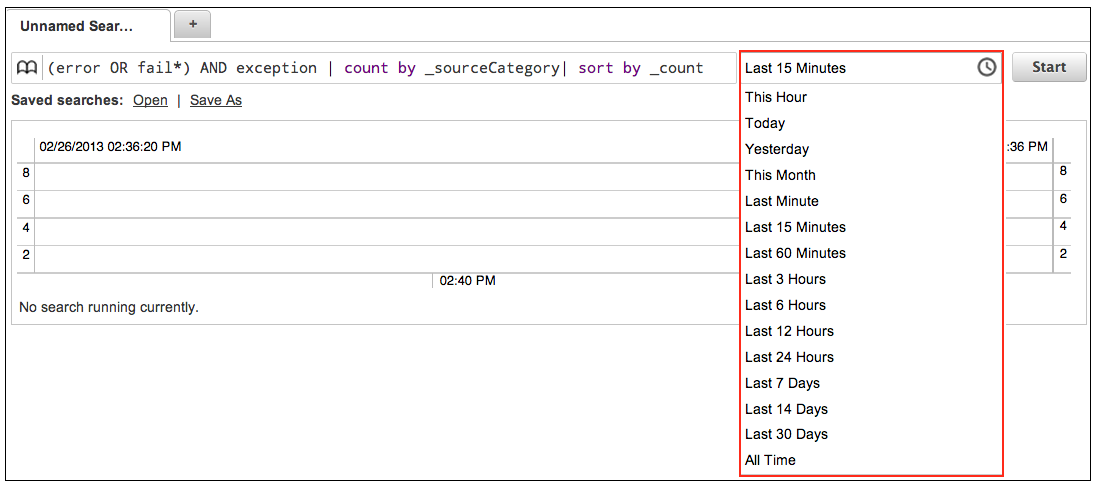 Unnamed Sear... +
(error OR fail*) AND exception | count by _sourceCategory| sort by _count
Last 15 Minutes
Start
Saved searches: Open | Save As
02/26/2013 02:36:20 PM
:36 PM
8
6
4
2
8
6
4
2
02:40 PM
No search running currently.
This Hour
Today
Yesterday
This Month
Last Minute
Last 15 Minutes
Last 60 Minutes
Last 3 Hours
Last 6 Hours
Last 12 Hours
Last 24 Hours
Last 7 Days
Last 14 Days
Last 30 Days
All Time